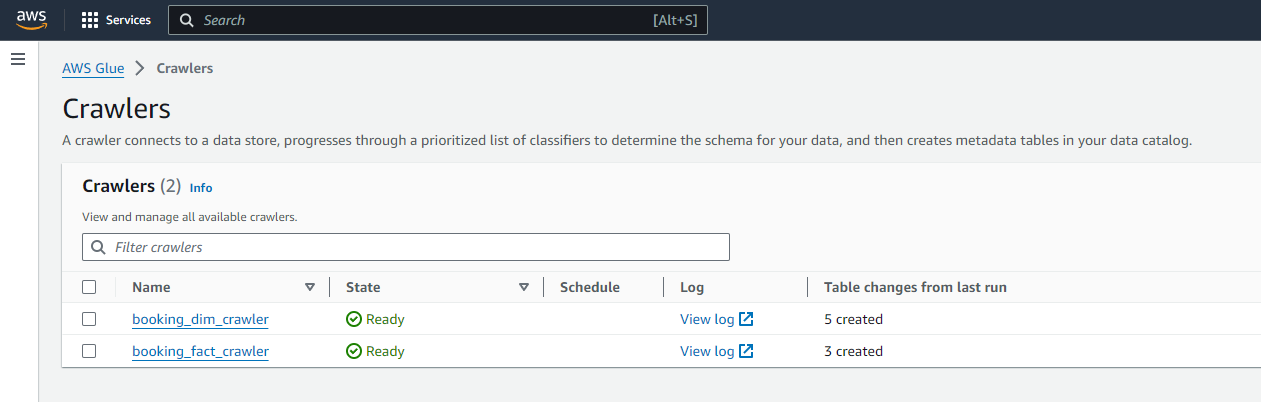 aws Services Search [Alt+S]
AWS Glue Crawlers
Crawlers
A crawler connects to a data store, progresses through a prioritized list of classifiers to determine the schema for your data, and then creates metadata tables in your data catalog.
Crawlers (2) Info
View and manage all available crawlers.
Filter crawlers
Name State Schedule Log Table changes from last run
booking_dim_crawler Ready View log 5 created
booking_fact_crawler Ready View log 3 created